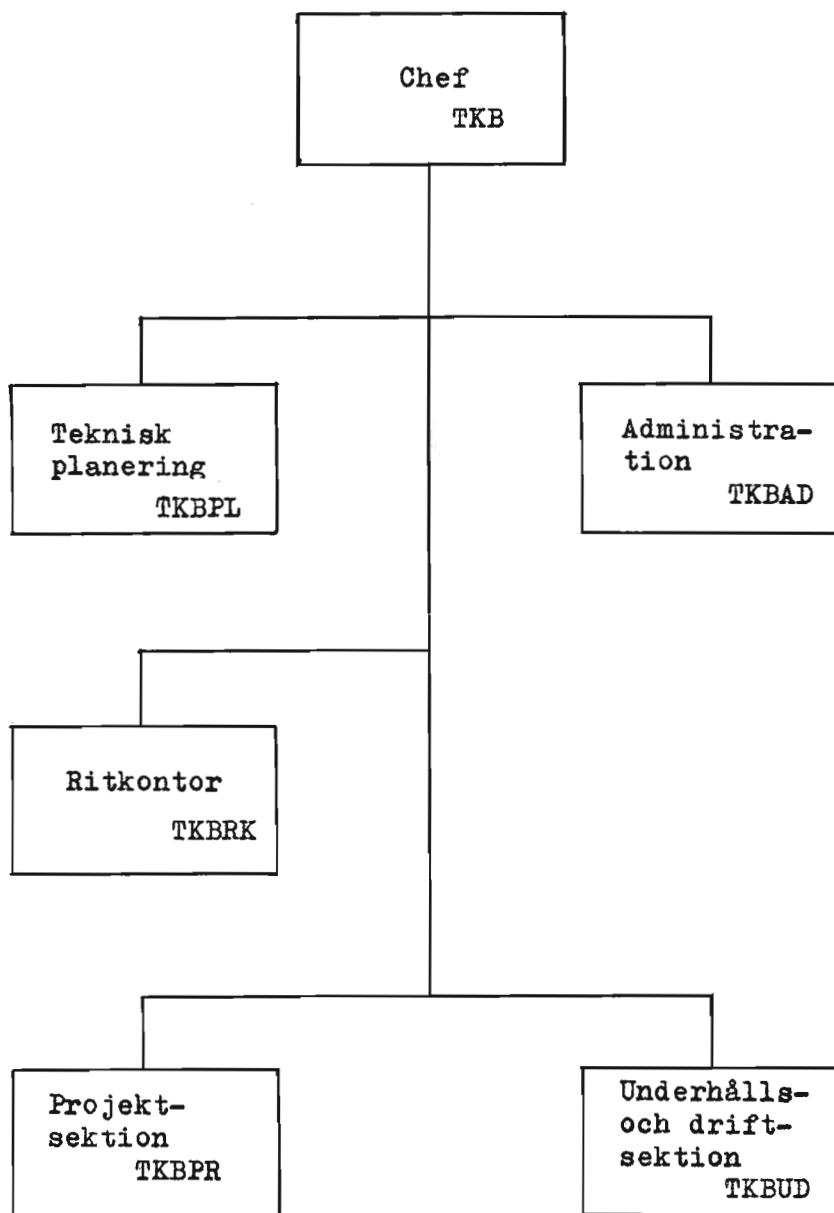 Chef
TKB
Teknisk
planering
TKBPL
Administra-
tion
TKBAD
Ritkontor
TKBRK
Projekt-
sektion
TKBPR
Underhålls-
och drift-
sektion
TKBUD